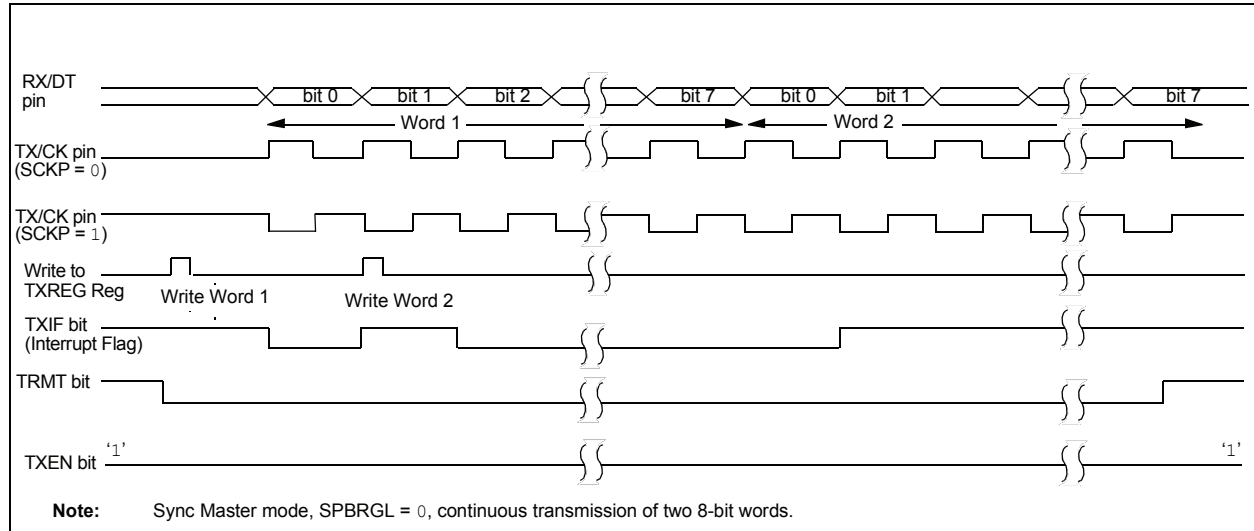 RX/DT
pin
bit 0 bit 1 bit 2 bit 7 bit 0 bit 1 bit 7
Word 1 Word 2
TX/CK pin
(SCKP = 0)
TX/CK pin
(SCKP = 1)
Write to
TXREG Reg
Write Word 1 Write Word 2
TXIF bit
(Interrupt Flag)
TRMT bit
TXEN bit '1' '1'
Note: Sync Master mode, SPBRGL = 0, continuous transmission of two 8-bit words.